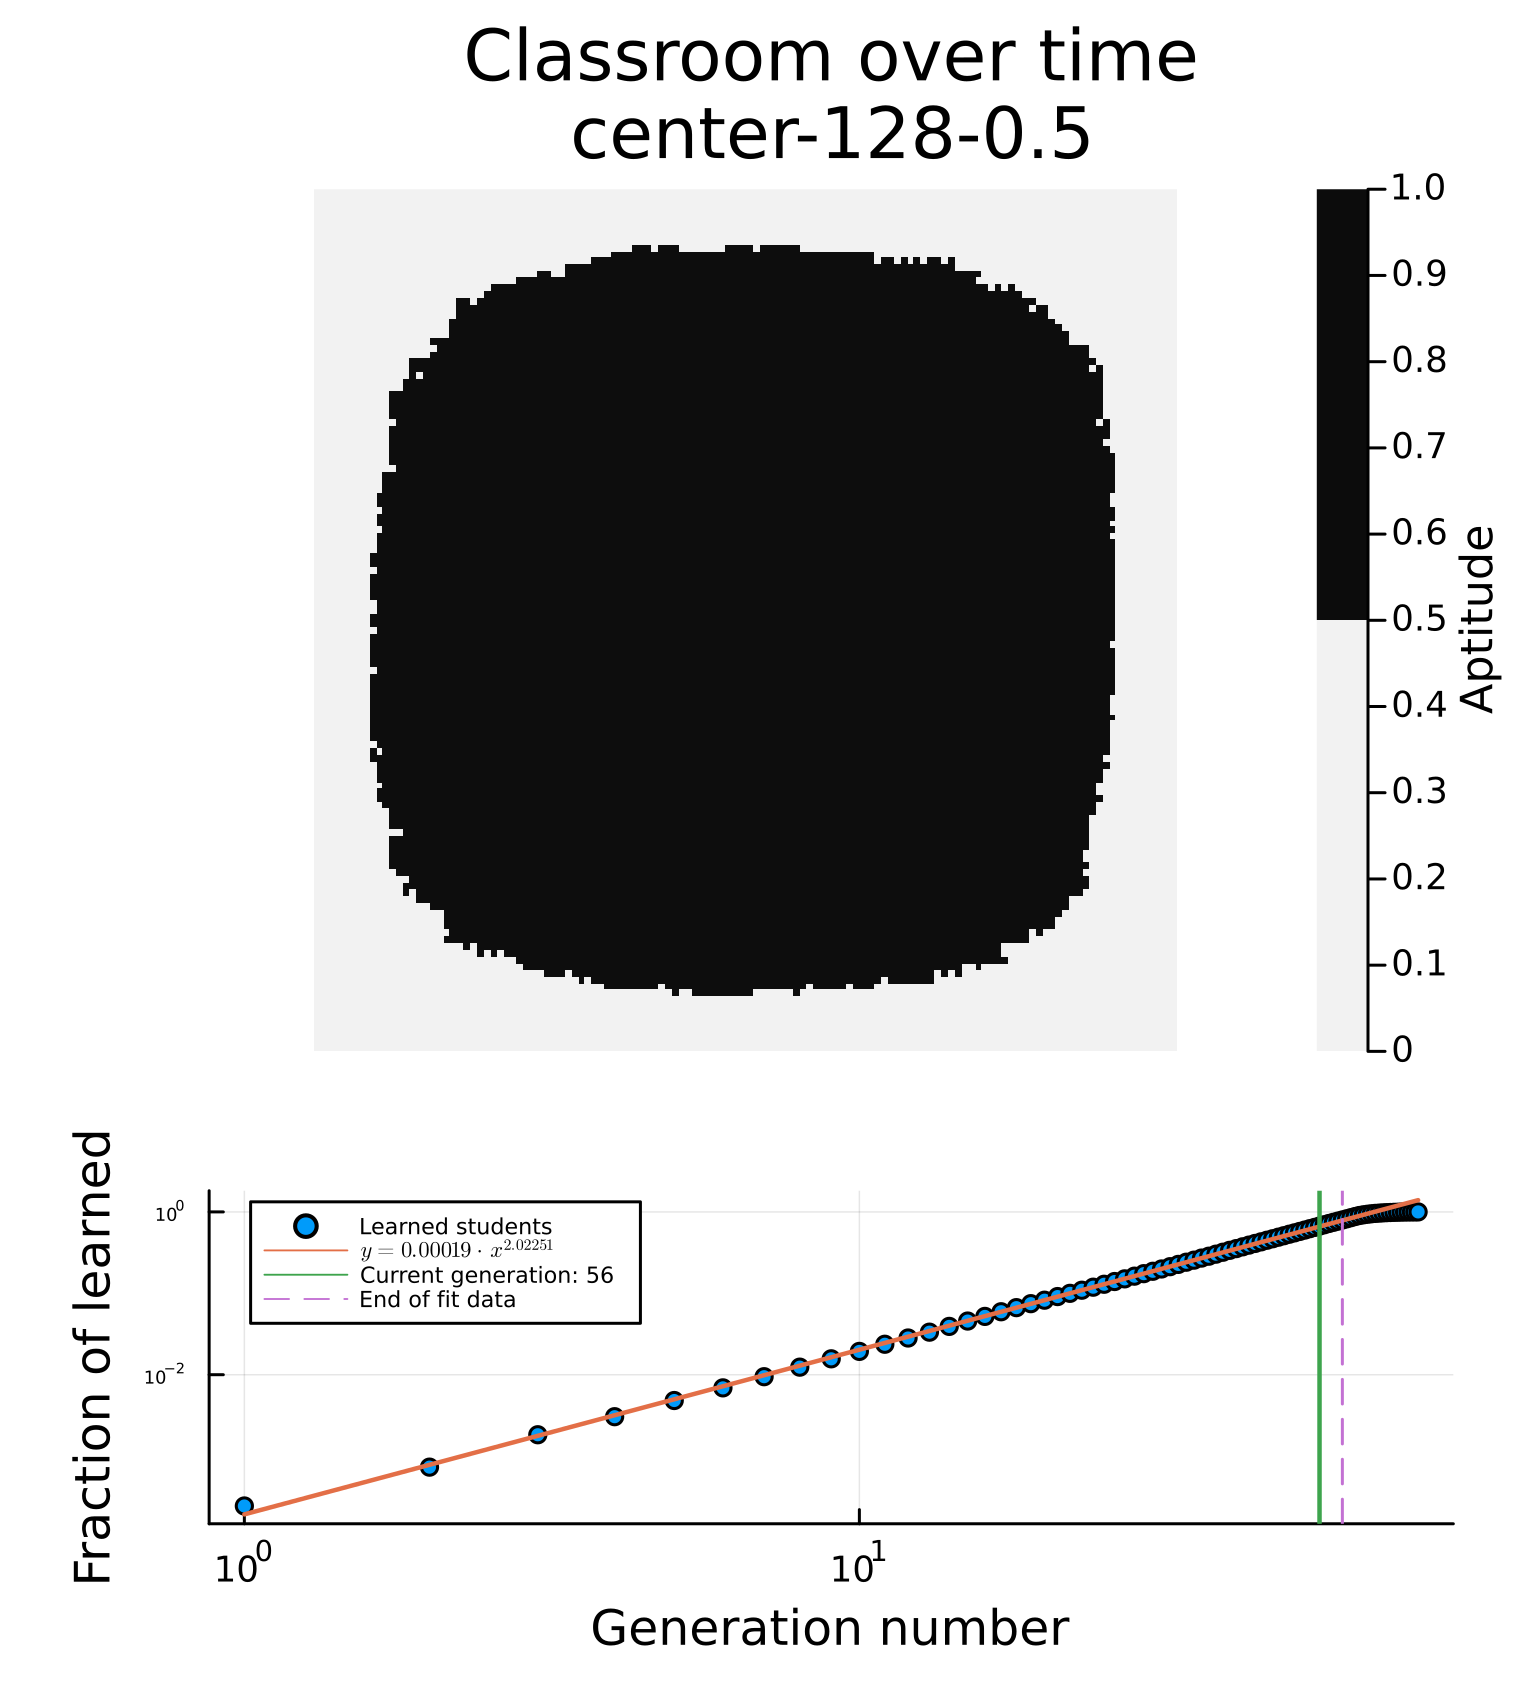 Classroom over time
center-128-0.5
1.0
0.9
0.8
0.7
0.6
0.5
0.4
0.3
0.2
0.1
0
Aptitude
Fraction of learned
10⁰
10⁻²
Learned students
y = 0.00019 · x^2.02251
Current generation: 56
End of fit data
10⁰
10¹
Generation number